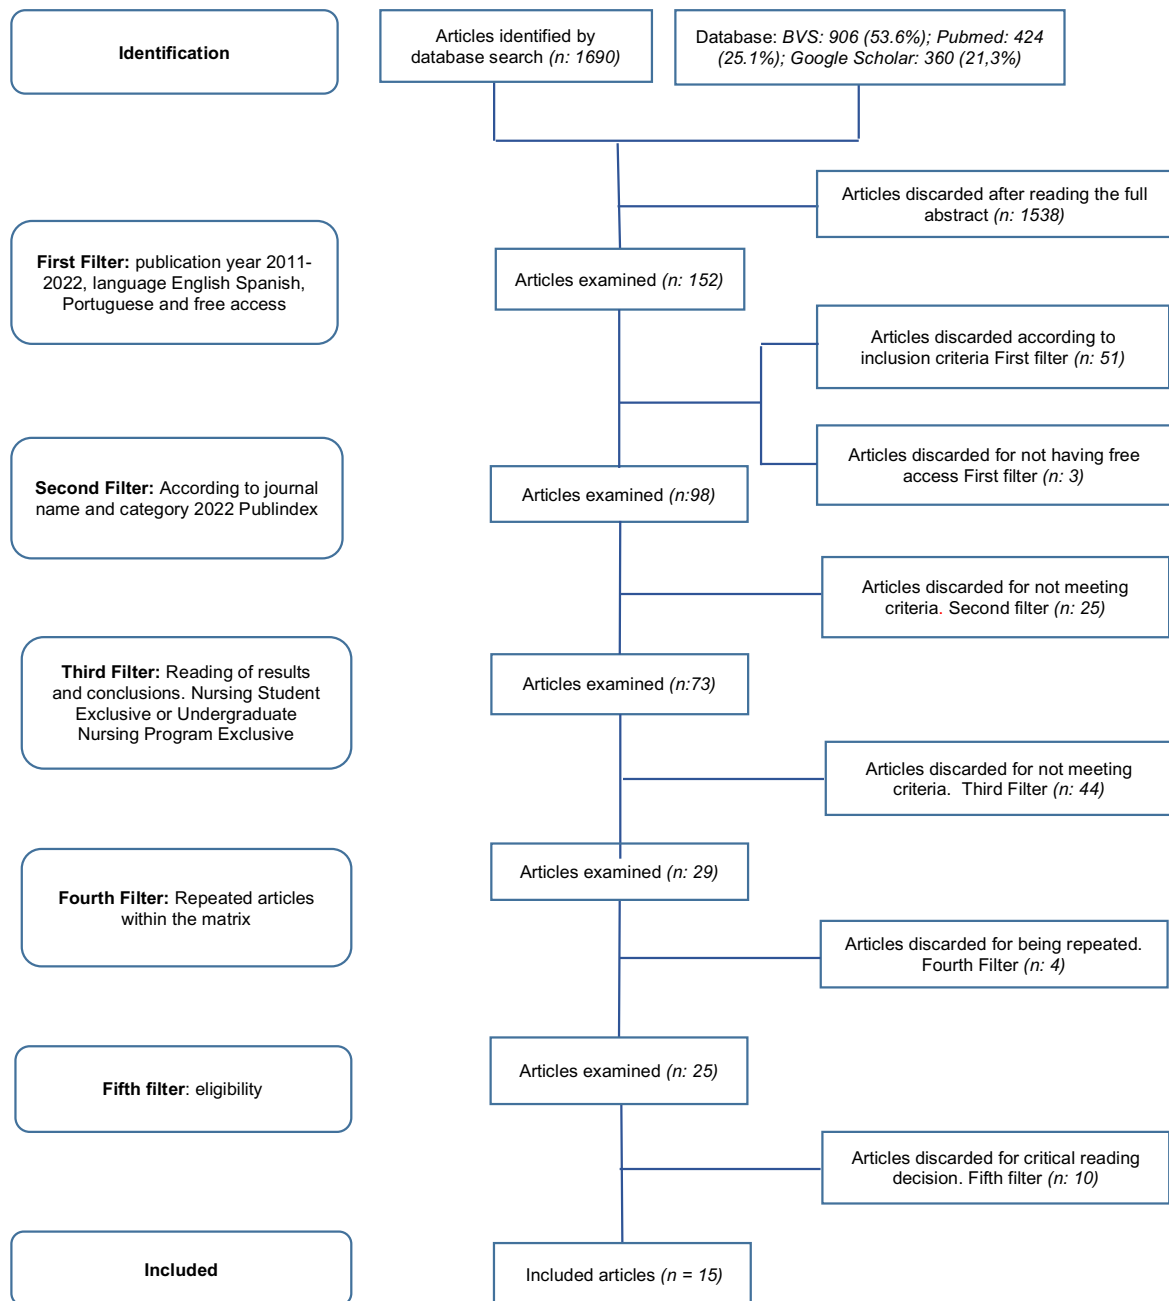 Identification
Articles identified by
database search (n: 1690)
Database: BVS: 906 (53.6%); Pubmed: 424
(25.1%); Google Scholar: 360 (21,3%)
Articles discarded after reading the full
abstract (n: 1538)
First Filter: publication year 2011-
2022, language English Spanish,
Portuguese and free access
Articles examined (n: 152)
Articles discarded according to
inclusion criteria First filter (n: 51)
Articles discarded for not having free
access First filter (n: 3)
Second Filter: According to journal
name and category 2022 Publindex
Articles examined (n:98)
Articles discarded for not meeting
criteria. Second filter (n: 25)
Third Filter: Reading of results
and conclusions. Nursing Student
Exclusive or Undergraduate
Nursing Program Exclusive
Articles examined (n:73)
Articles discarded for not meeting
criteria.  Third Filter (n: 44)
Fourth Filter: Repeated articles
within the matrix
Articles examined (n: 29)
Articles discarded for being repeated.
Fourth Filter (n: 4)
Fifth filter: eligibility
Articles examined (n: 25)
Articles discarded for critical reading
decision. Fifth filter (n: 10)
Included
Included articles (n = 15)